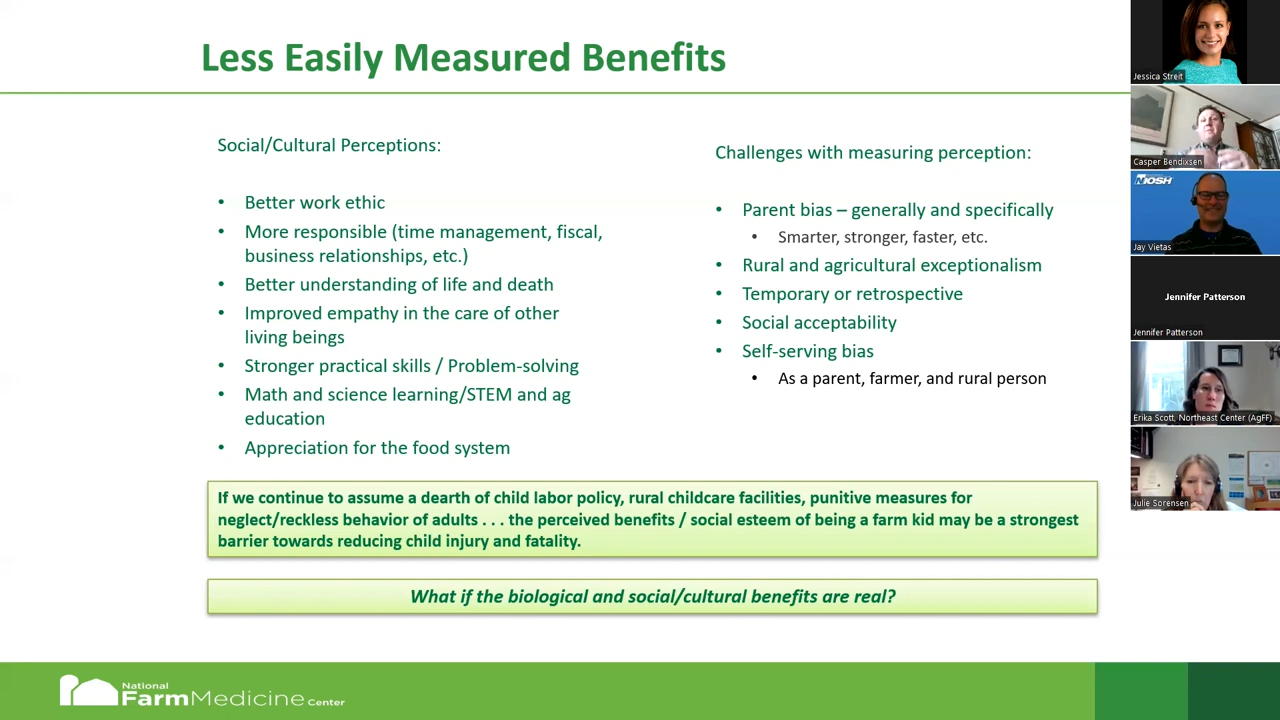 Less Easily Measured Benefits
Social/Cultural Perceptions:
• Better work ethic
• More responsible (time management, fiscal,
business relationships, etc.)
• Better understanding of life and death
• Improved empathy in the care of other
living beings
• Stronger practical skills / Problem-solving
• Math and science learning/STEM and ag
education
• Appreciation for the food system
Challenges with measuring perception:
• Parent bias – generally and specifically
• Smarter, stronger, faster, etc.
• Rural and agricultural exceptionalism
• Temporary or retrospective
• Social acceptability
• Self-serving bias
• As a parent, farmer, and rural person
If we continue to assume a dearth of child labor policy, rural childcare facilities, punitive measures for
neglect/reckless behavior of adults . . . the perceived benefits / social esteem of being a farm kid may be a strongest
barrier towards reducing child injury and fatality.
What if the biological and social/cultural benefits are real?
National
FarmMedicine Center
Jessica Streit
Casper Bendixsen
NIOSH
Jay Vietas
Jennifer Patterson
Jennifer Patterson
Erika Scott, Northeast Center (AgFF)
Julie Sorensen